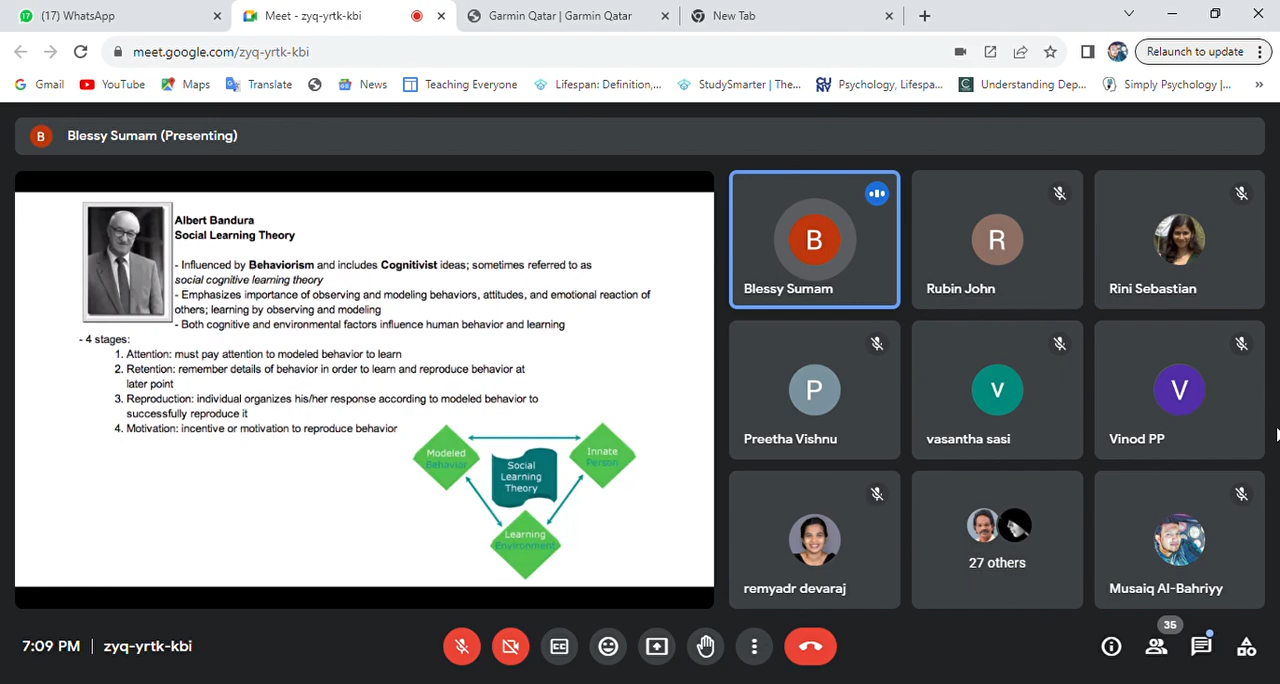 (17) WhatsApp
Meet - zyq-yrtk-kbi
Garmin Qatar | Garmin Qatar
New Tab
meet.google.com/zyq-yrtk-kbi
Relaunch to update
Gmail
YouTube
Maps
Translate
News
Teaching Everyone
Lifespan: Definition,...
StudySmarter | The...
Psychology, Lifespa...
Understanding Dep...
Simply Psychology |...
»
B
Blessy Sumam (Presenting)
Albert Bandura
Social Learning Theory
- Influenced by Behaviorism and includes Cognitivist ideas; sometimes referred to as
social cognitive learning theory
- Emphasizes importance of observing and modeling behaviors, attitudes, and emotional reaction of
others; learning by observing and modeling
- Both cognitive and environmental factors influence human behavior and learning
- 4 stages:
1. Attention: must pay attention to modeled behavior to learn
2. Retention: remember details of behavior in order to learn and reproduce behavior at
later point
3. Reproduction: individual organizes his/her response according to modeled behavior to
successfully reproduce it
4. Motivation: incentive or motivation to reproduce behavior
Modeled
Behavior
Social
Learning
Theory
Innate
Person
Learning
Environment
B
Blessy Sumam
R
Rubin John
Rini Sebastian
P
Preetha Vishnu
v
vasantha sasi
V
Vinod PP
remyadr devaraj
27 others
Musaiq Al-Bahriyy
7:09 PM | zyq-yrtk-kbi
CC
35